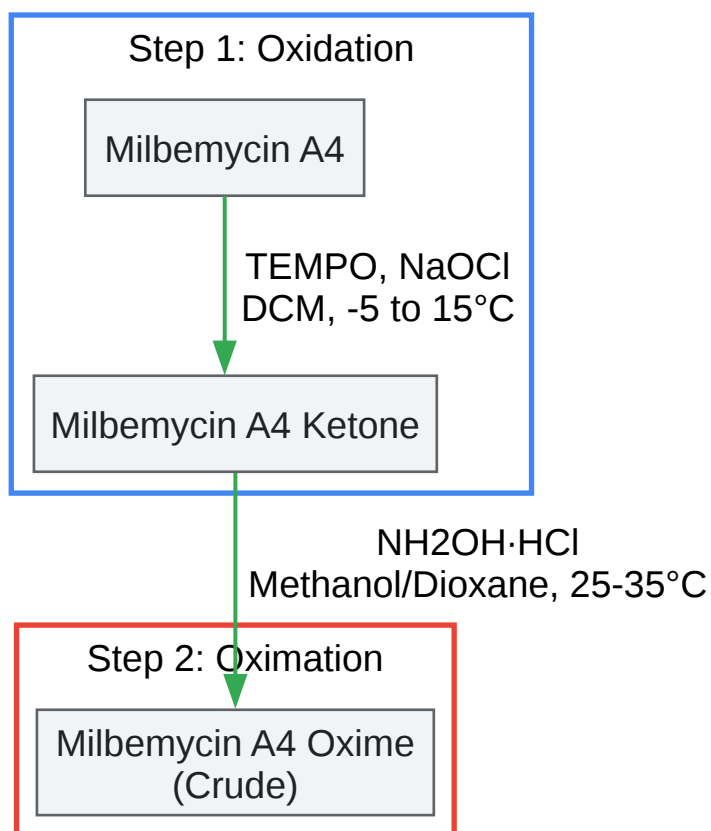 Step 1: Oxidation
Milbemycin A4
TEMPO, NaOCl
DCM, -5 to 15°C
Milbemycin A4 Ketone
NH2OH·HCl
Methanol/Dioxane, 25-35°C
Step 2: Oximation
Milbemycin A4 Oxime
(Crude)